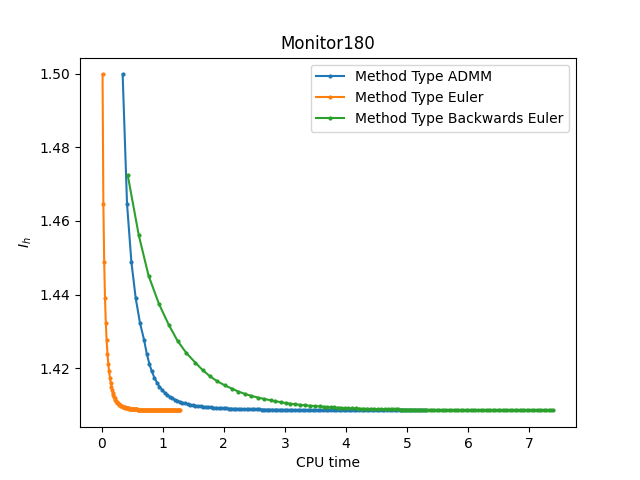 Monitor180
Method Type ADMM
Method Type Euler
Method Type Backwards Euler
1.50
1.48
1.46
1.44
1.42
I_h
0 1 2 3 4 5 6 7
CPU time